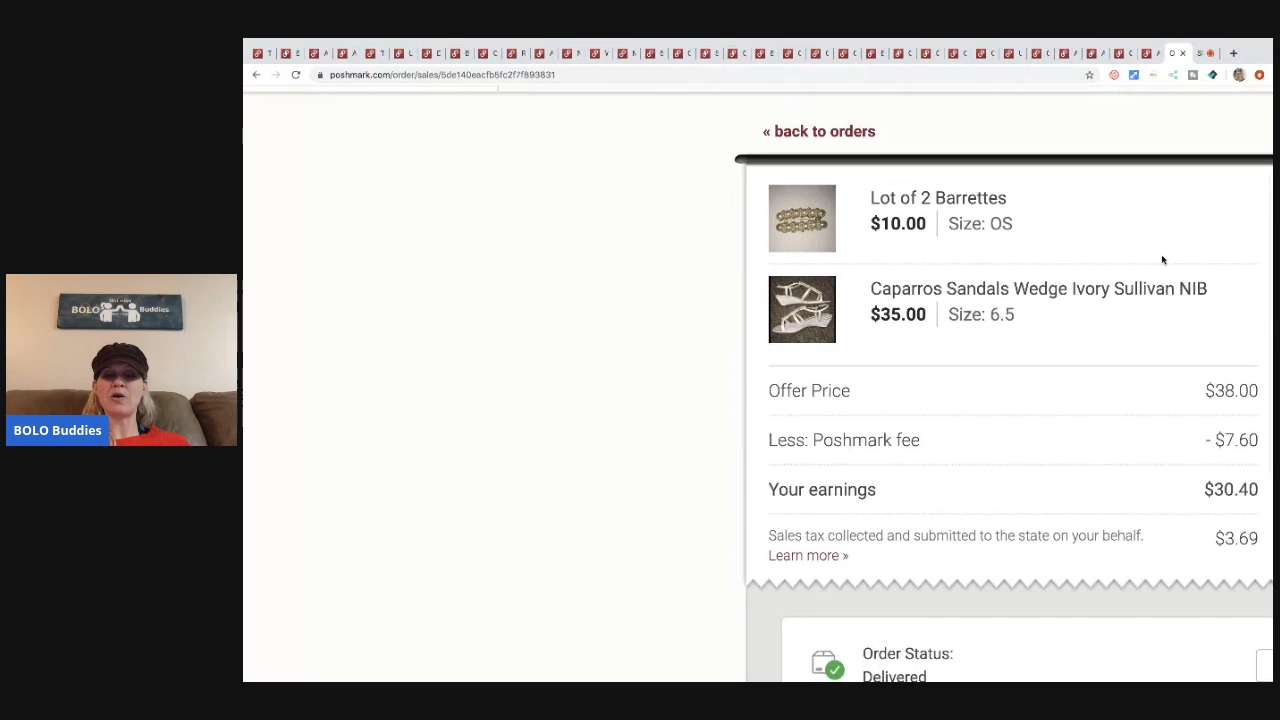 poshmark.com/order/sales/5de140eacfb5fc2f7f893831
« back to orders
Lot of 2 Barrettes
$10.00 Size: OS
Caparros Sandals Wedge Ivory Sullivan NIB
$35.00 Size: 6.5
Offer Price $38.00
Less: Poshmark fee - $7.60
Your earnings $30.40
Sales tax collected and submitted to the state on your behalf. $3.69
Learn more »
Order Status:
Delivered
BOLO Buddies
BOLO Buddies